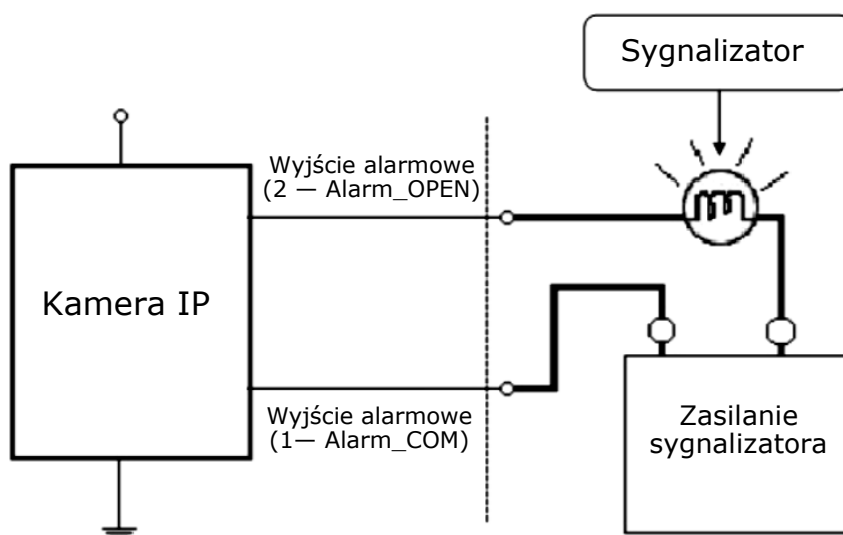 Sygnalizator
Wyjście alarmowe
(2 — Alarm_OPEN)
Kamera IP
Wyjście alarmowe
(1— Alarm_COM)
Zasilanie
sygnalizatora